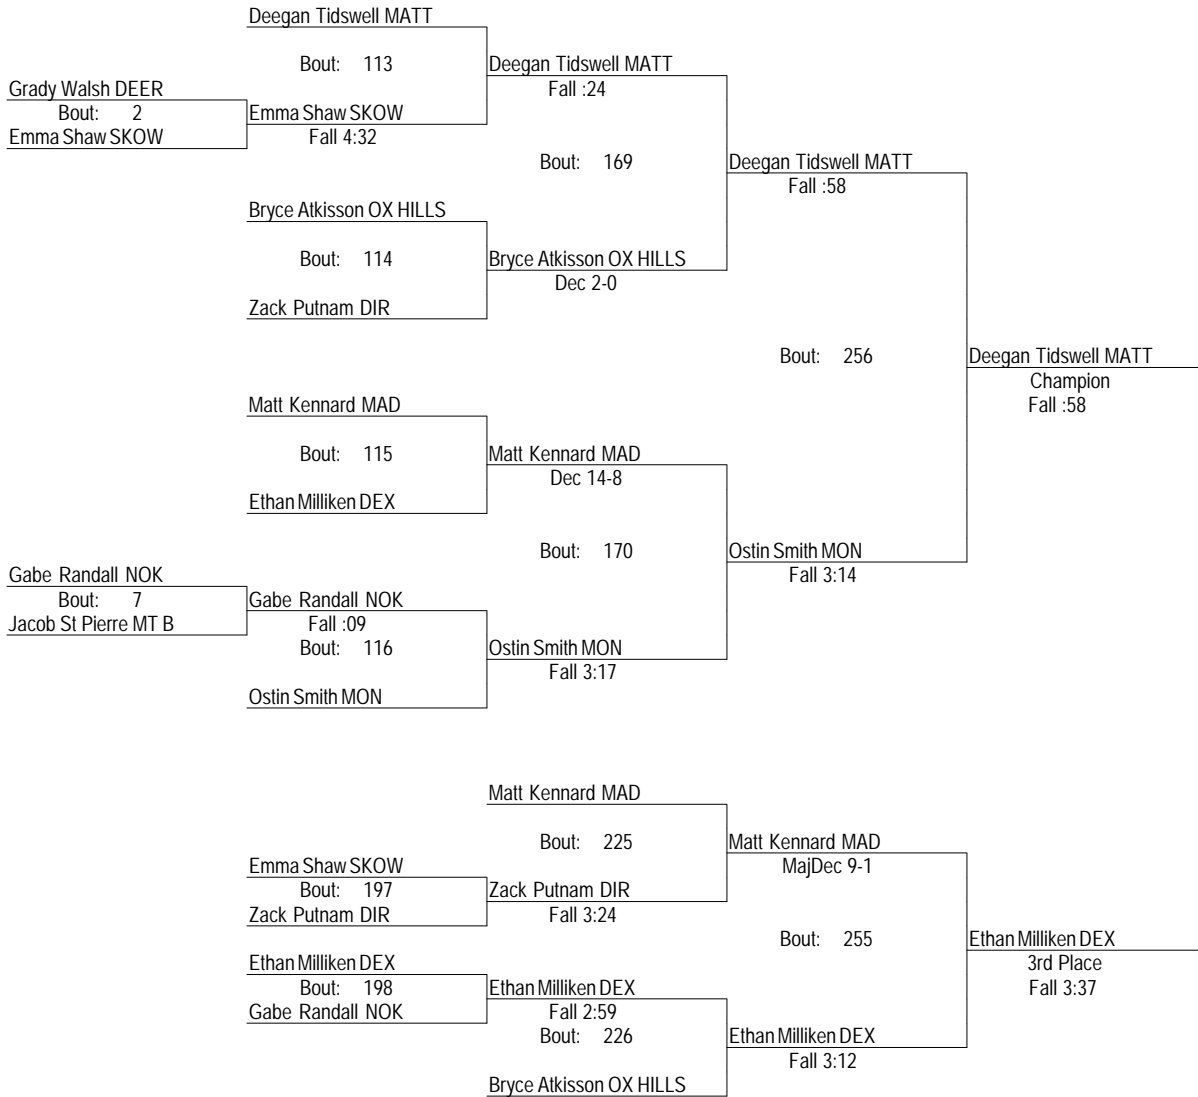 Deegan Tidswell MATT
Bout: 113
Deegan Tidswell MATT
Fall :24
Grady Walsh DEER
Bout: 2
Emma Shaw SKOW
Emma Shaw SKOW
Fall 4:32
Bout: 169
Deegan Tidswell MATT
Fall :58
Bryce Atkisson OX HILLS
Bout: 114
Bryce Atkisson OX HILLS
Dec 2-0
Zack Putnam DIR
Bout: 256
Deegan Tidswell MATT
Champion
Fall :58
Matt Kennard MAD
Bout: 115
Matt Kennard MAD
Dec 14-8
Ethan Milliken DEX
Bout: 170
Ostin Smith MON
Fall 3:14
Gabe Randall NOK
Bout: 7
Jacob St Pierre MT B
Gabe Randall NOK
Fall :09
Bout: 116
Ostin Smith MON
Fall 3:17
Ostin Smith MON
Matt Kennard MAD
Bout: 225
Matt Kennard MAD
MajDec 9-1
Emma Shaw SKOW
Bout: 197
Zack Putnam DIR
Zack Putnam DIR
Fall 3:24
Bout: 255
Ethan Milliken DEX
3rd Place
Fall 3:37
Ethan Milliken DEX
Bout: 198
Gabe Randall NOK
Ethan Milliken DEX
Fall 2:59
Bout: 226
Ethan Milliken DEX
Fall 3:12
Bryce Atkisson OX HILLS